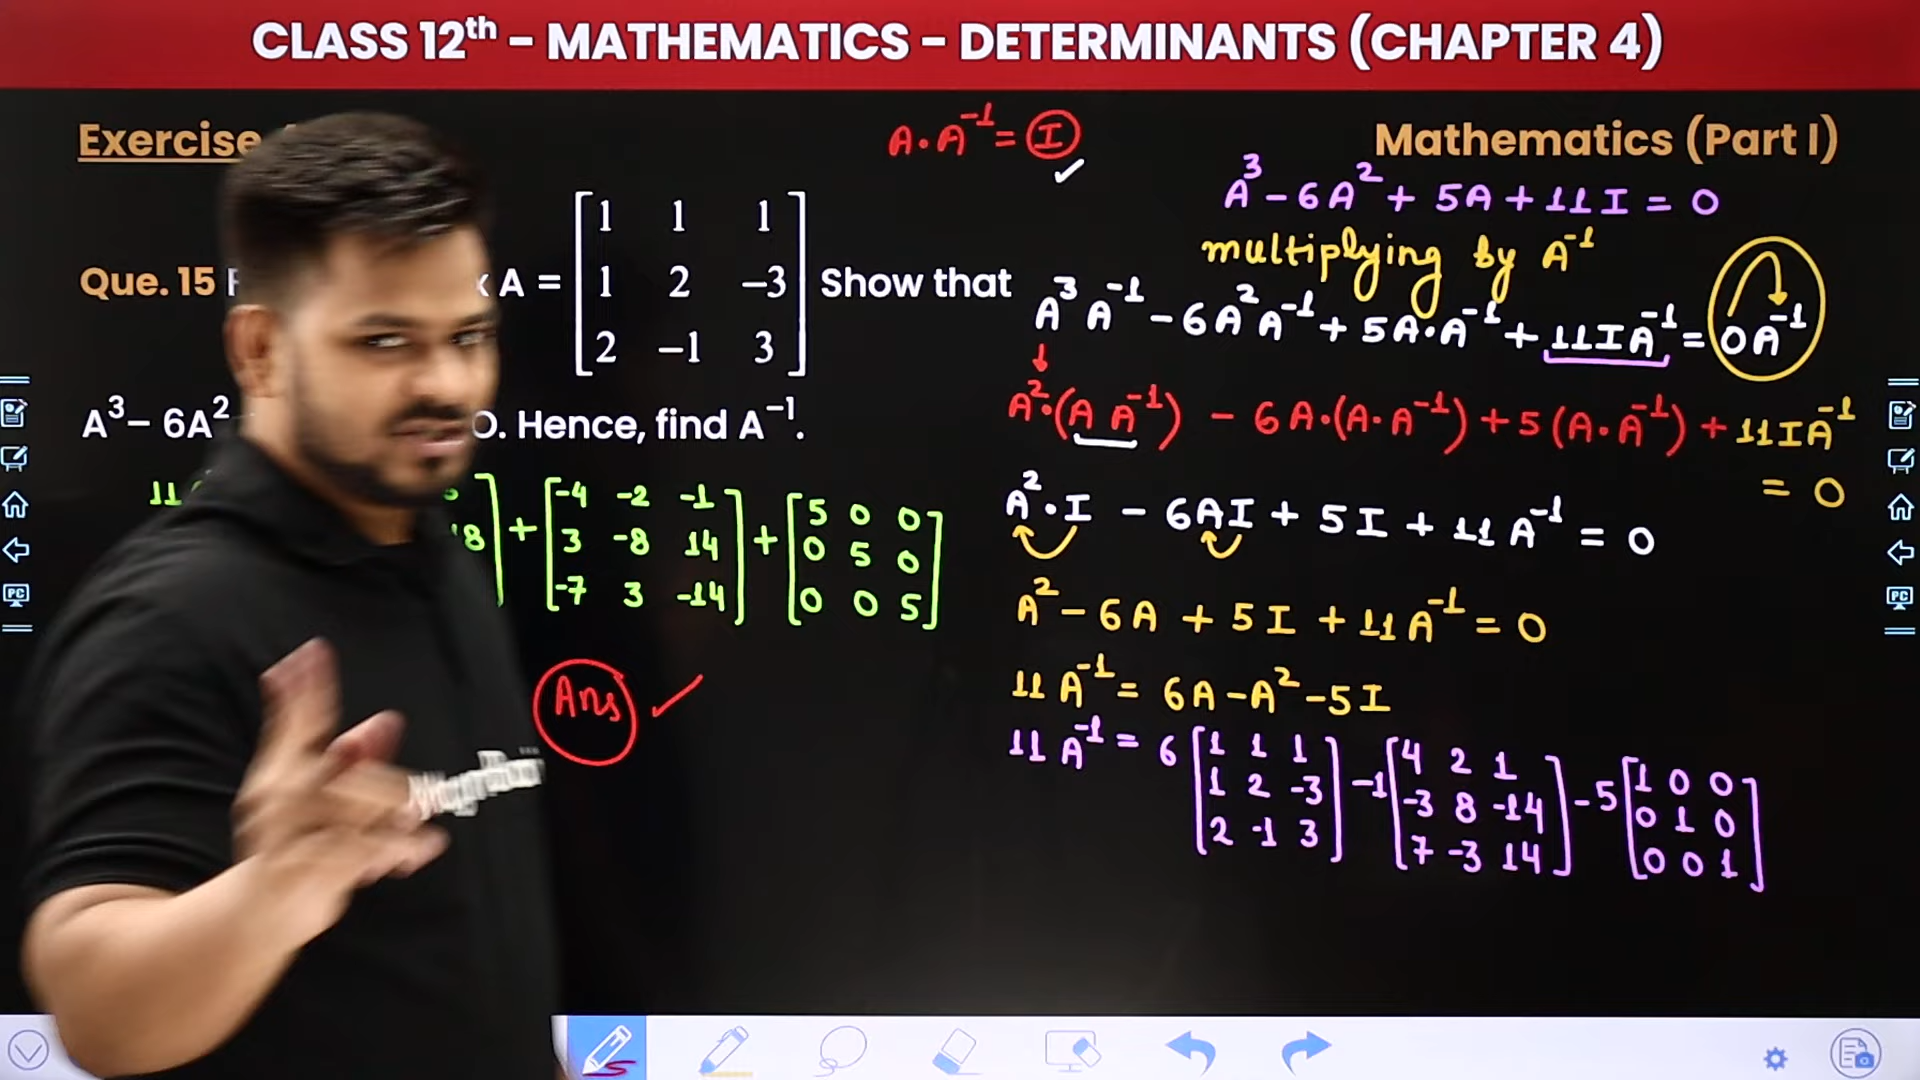 CLASS 12th - MATHEMATICS - DETERMINANTS (CHAPTER 4)
Exercise
A·A⁻¹ = I
Mathematics (Part I)
Que. 15
A = [1 1 1; 1 2 −3; 2 −1 3] Show that
A³− 6A²
O. Hence, find A⁻¹.
11
8] + [-4 -2 -1; 3 -8 14; -7 3 -14] + [5 0 0; 0 5 0; 0 0 5]
Ans
A³ - 6A² + 5A + 11I = 0
multiplying by A⁻¹
A³A⁻¹ - 6A²A⁻¹ + 5A·A⁻¹ + 11IA⁻¹ = 0A⁻¹
A²·(A A⁻¹) - 6A·(A·A⁻¹) + 5(A·A⁻¹) + 11IA⁻¹
= 0
A²·I - 6AI + 5I + 11A⁻¹ = 0
A² - 6A + 5I + 11A⁻¹ = 0
11A⁻¹ = 6A - A² - 5I
11A⁻¹ = 6[1 1 1; 1 2 -3; 2 -1 3] -1[4 2 1; -3 8 -14; 7 -3 14] -5[1 0 0; 0 1 0; 0 0 1]
PC
PC